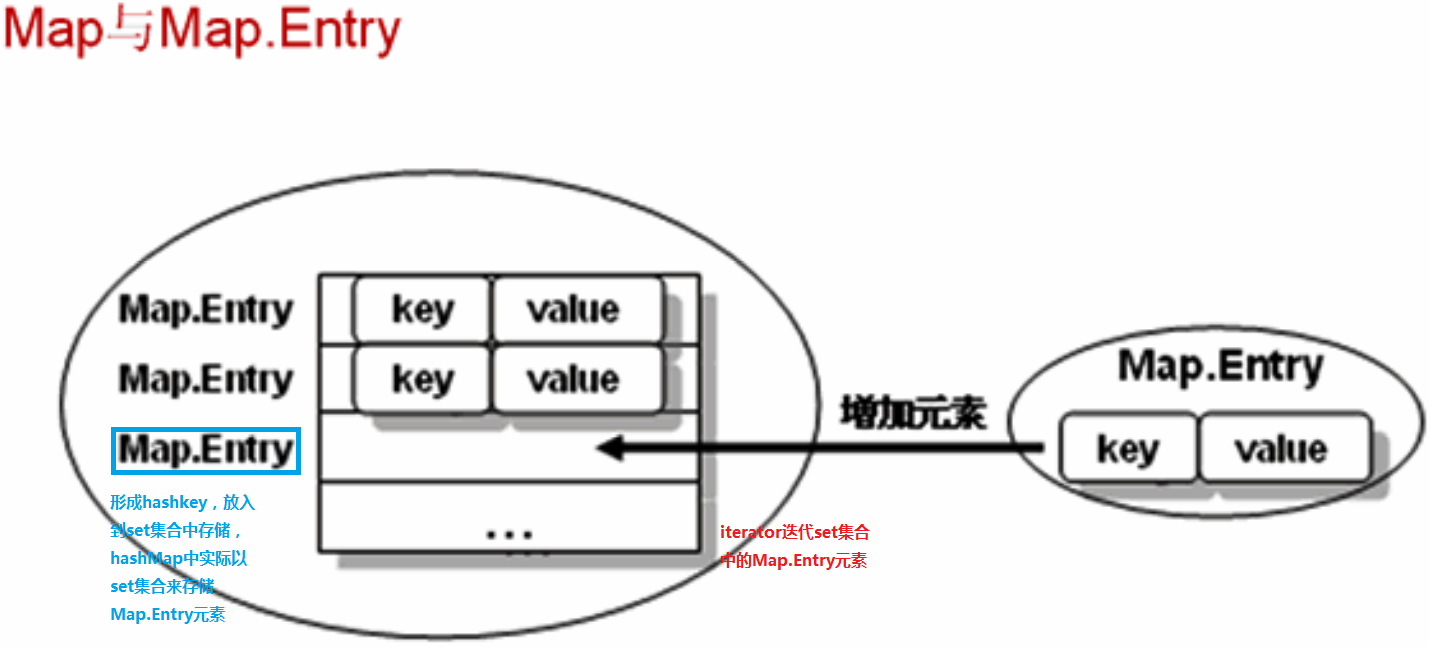 Map与Map.Entry
Map.Entry key value
Map.Entry key value
Map.Entry
增加元素
Map.Entry
key value
形成hashkey，放入
到set集合中存储，
hashMap中实际以
set集合来存储
Map.Entry元素
...
iterator迭代set集合
中的Map.Entry元素